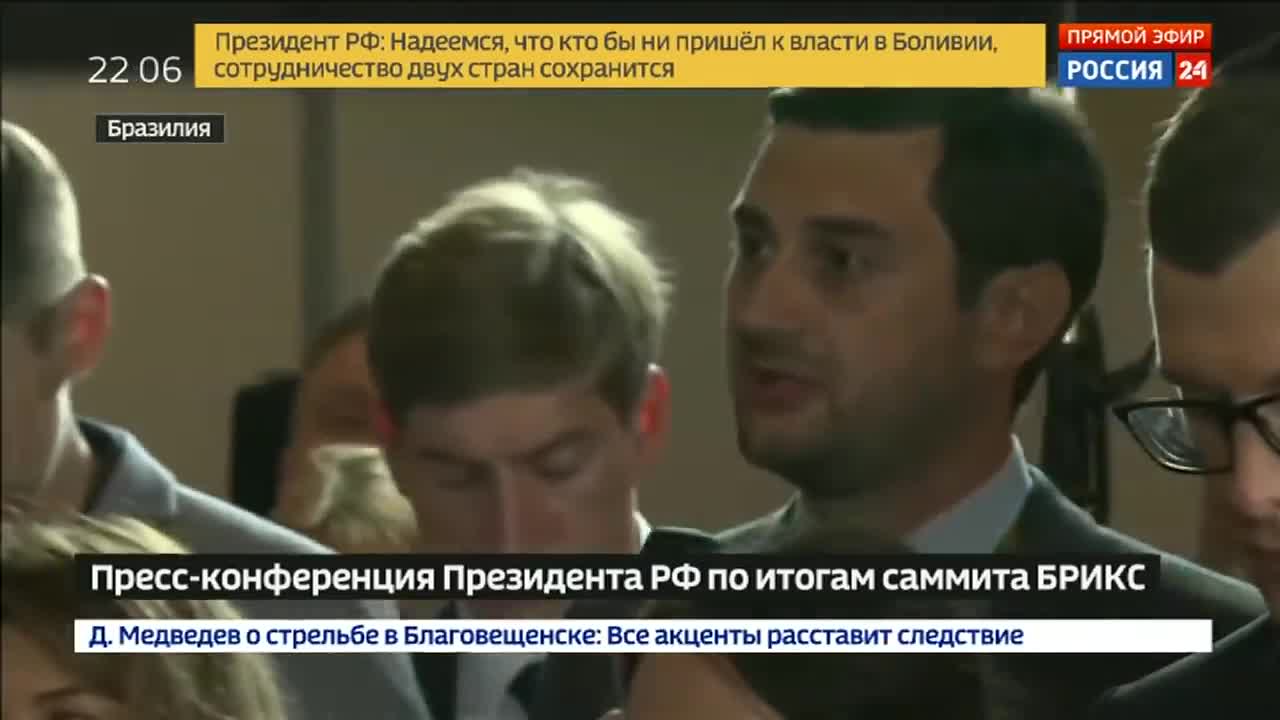 22 06
Президент РФ: Надеемся, что кто бы ни пришёл к власти в Боливии,
сотрудничество двух стран сохранится
ПРЯМОЙ ЭФИР
РОССИЯ 24
Бразилия
Пресс-конференция Президента РФ по итогам саммита БРИКС
Д. Медведев о стрельбе в Благовещенске: Все акценты расставит следствие